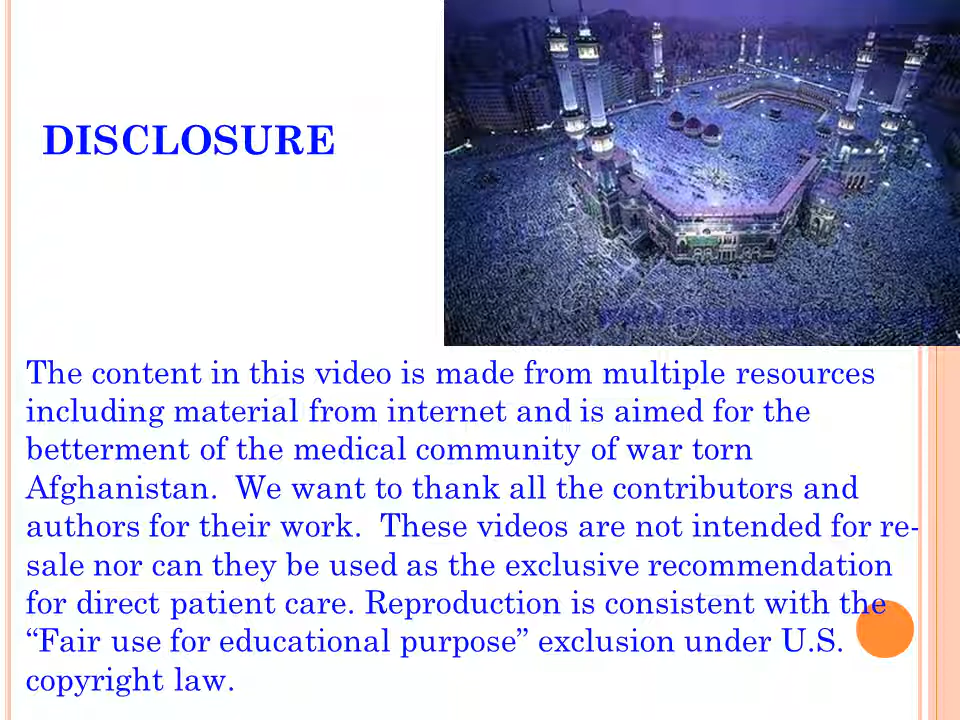 DISCLOSURE
The content in this video is made from multiple resources
including material from internet and is aimed for the
betterment of the medical community of war torn
Afghanistan.  We want to thank all the contributors and
authors for their work.  These videos are not intended for re-
sale nor can they be used as the exclusive recommendation
for direct patient care. Reproduction is consistent with the
“Fair use for educational purpose” exclusion under U.S.
copyright law.